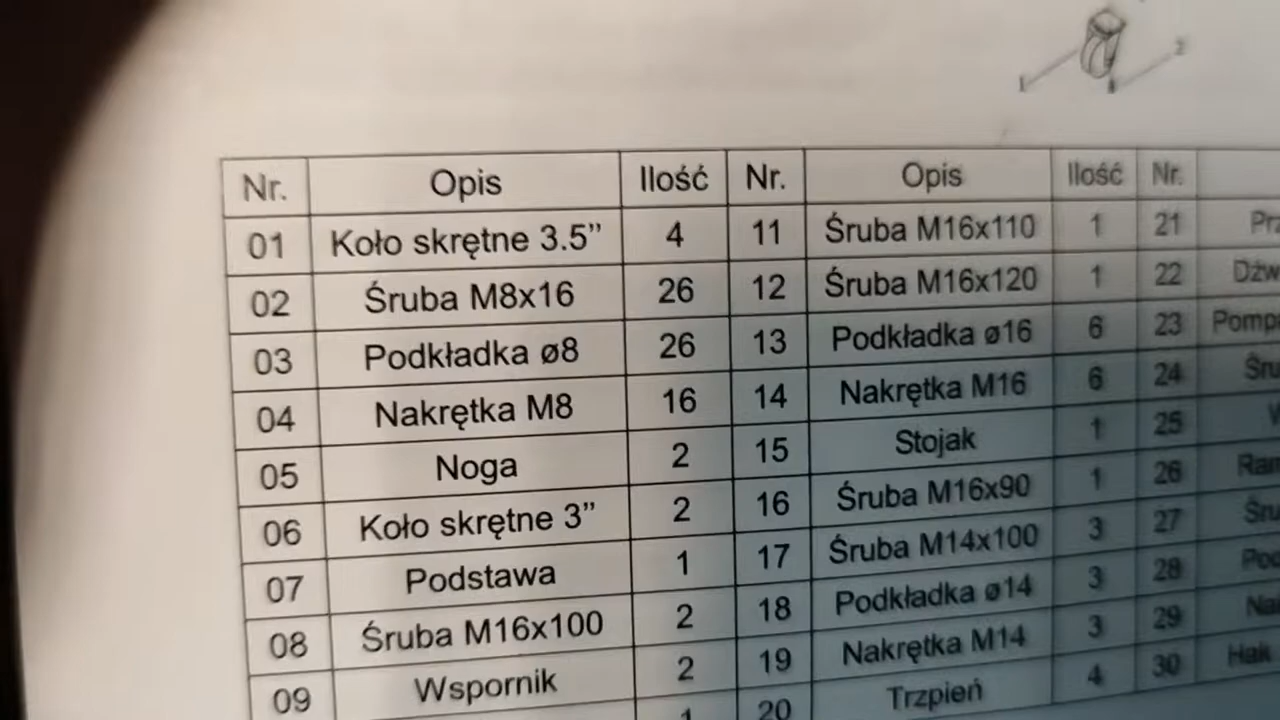 Nr. Opis Ilość Nr. Opis Ilość Nr.
01 Koło skrętne 3.5” 4 11 Śruba M16x110 1 21
02 Śruba M8x16 26 12 Śruba M16x120 1 22
03 Podkładka ø8 26 13 Podkładka ø16 6 23
04 Nakrętka M8 16 14 Nakrętka M16 6 24
05 Noga 2 15 Stojak 1 25
06 Koło skrętne 3” 2 16 Śruba M16x90 1 26
07 Podstawa 1 17 Śruba M14x100 3 27
08 Śruba M16x100 2 18 Podkładka ø14 3 28
09 Wspornik 2 19 Nakrętka M14 3 29
1 20 Trzpień 4 30 Hak